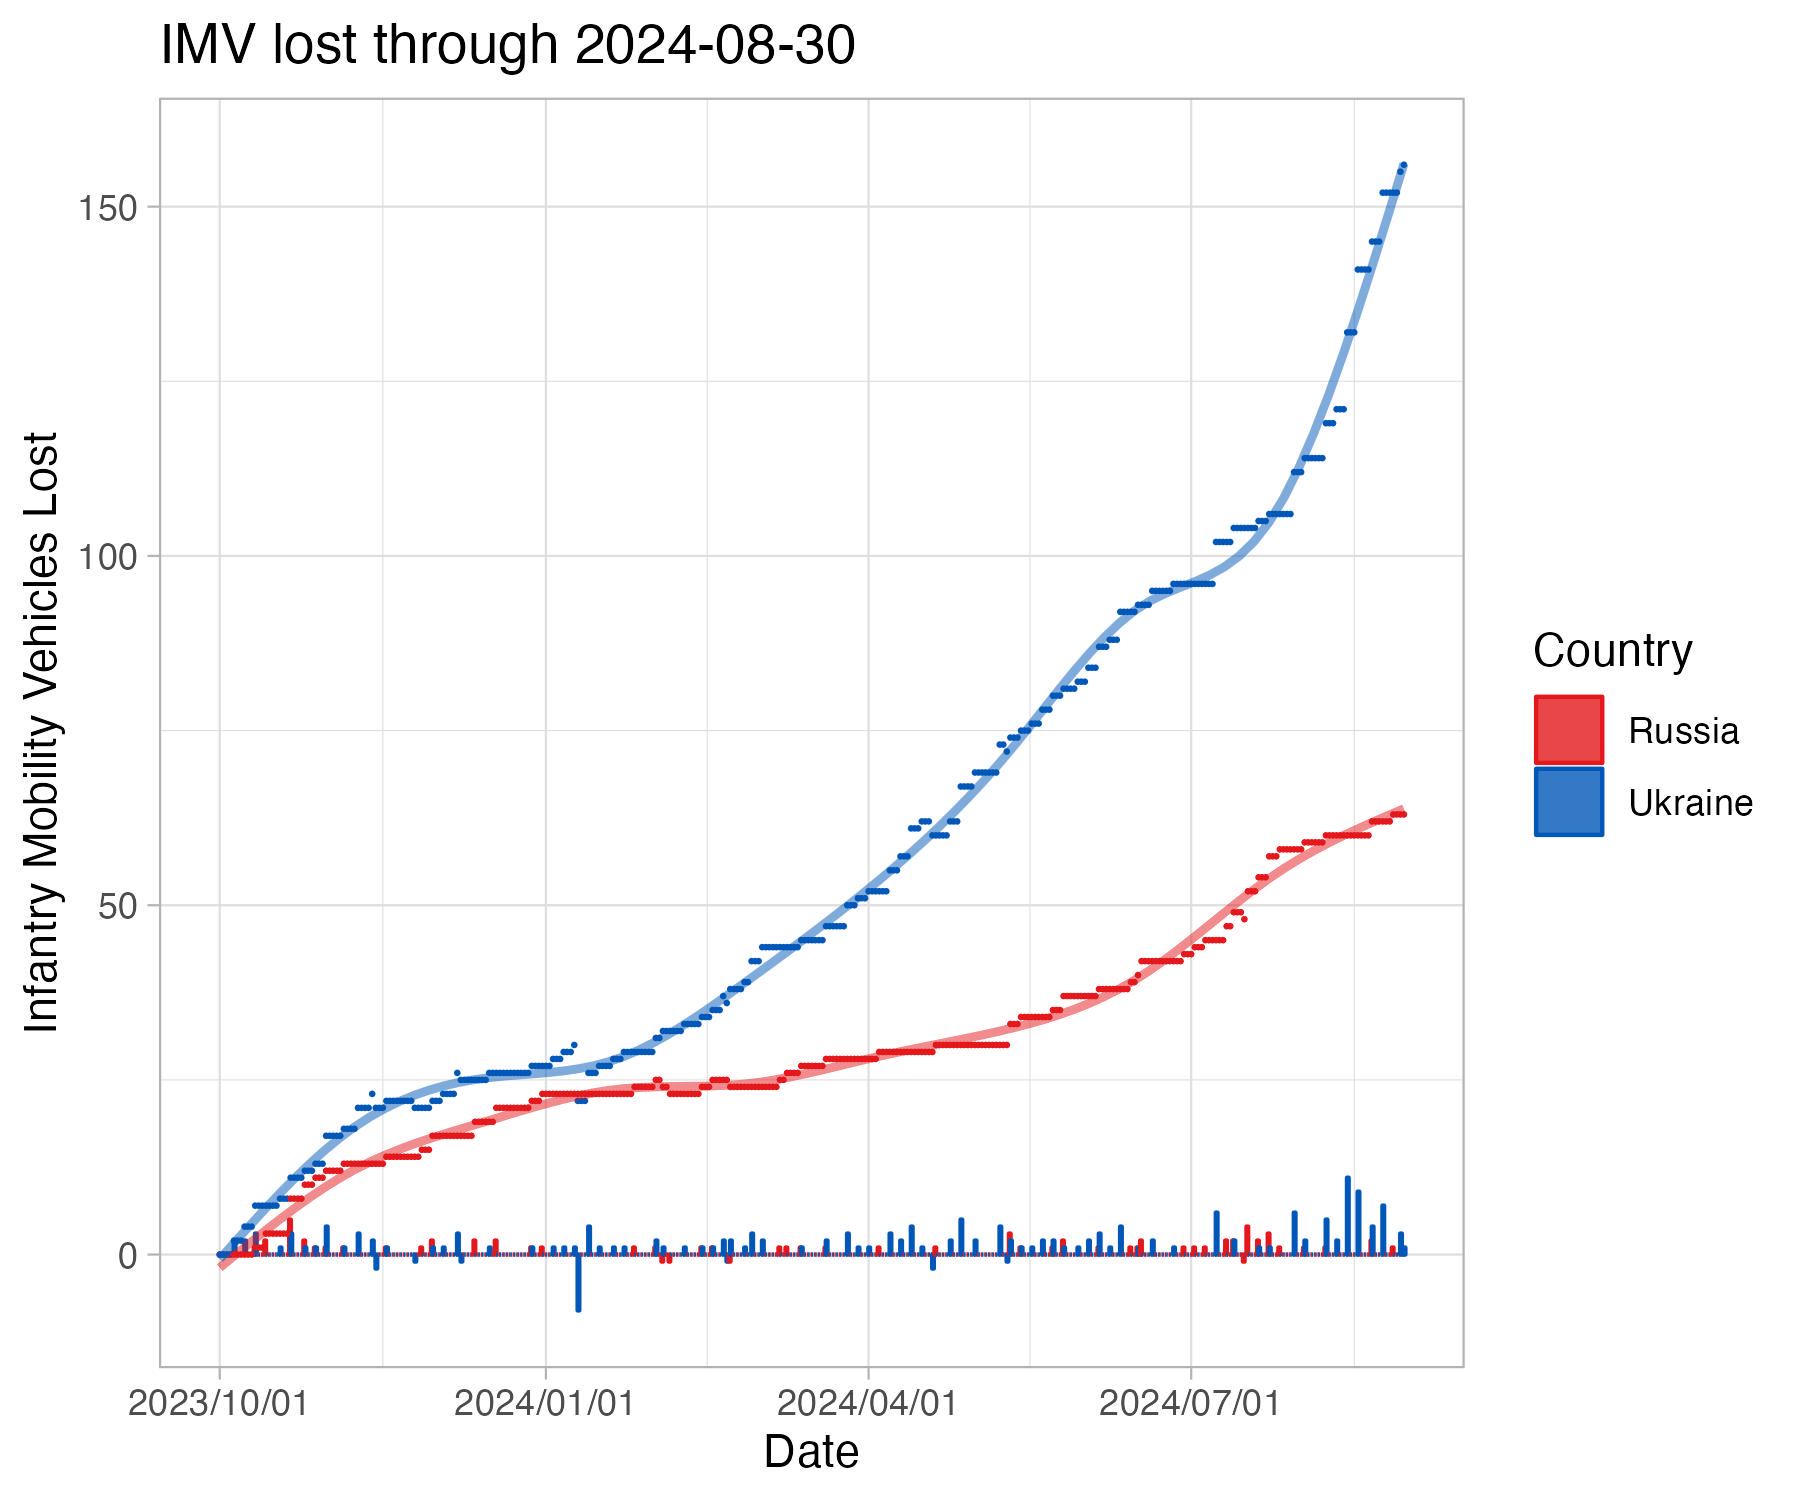 IMV lost through 2024-08-30
Infantry Mobility Vehicles Lost
150
100
50
0
2023/10/01
2024/01/01
2024/04/01
2024/07/01
Date
Country
Russia
Ukraine